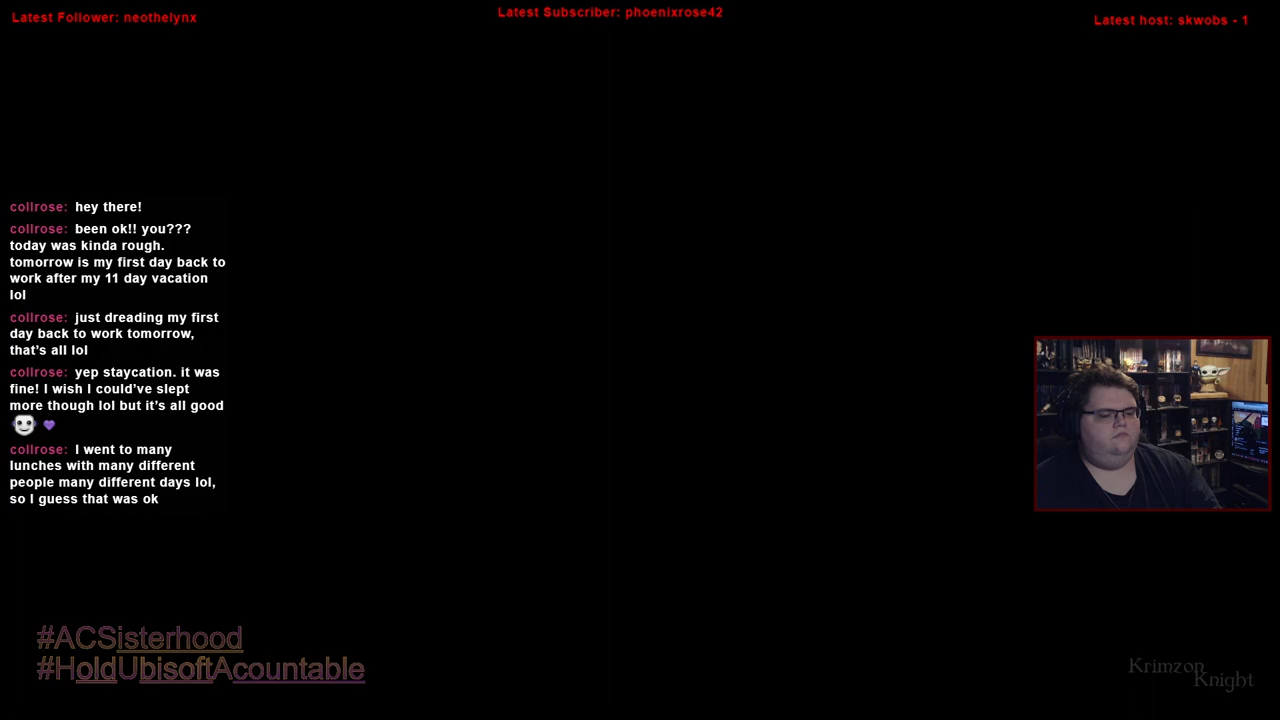 Latest Follower: neothelynx
Latest Subscriber: phoenixrose42
Latest host: skwobs - 1
collrose: hey there!
collrose: been ok!! you???
today was kinda rough.
tomorrow is my first day back to
work after my 11 day vacation
lol
collrose: just dreading my first
day back to work tomorrow,
that's all lol
collrose: yep staycation. it was
fine! I wish I could've slept
more though lol but it's all good
collrose: I went to many
lunches with many different
people many different days lol,
so I guess that was ok
#ACSisterhood
#HoldUbisoftAcountable
Krimzon
Knight